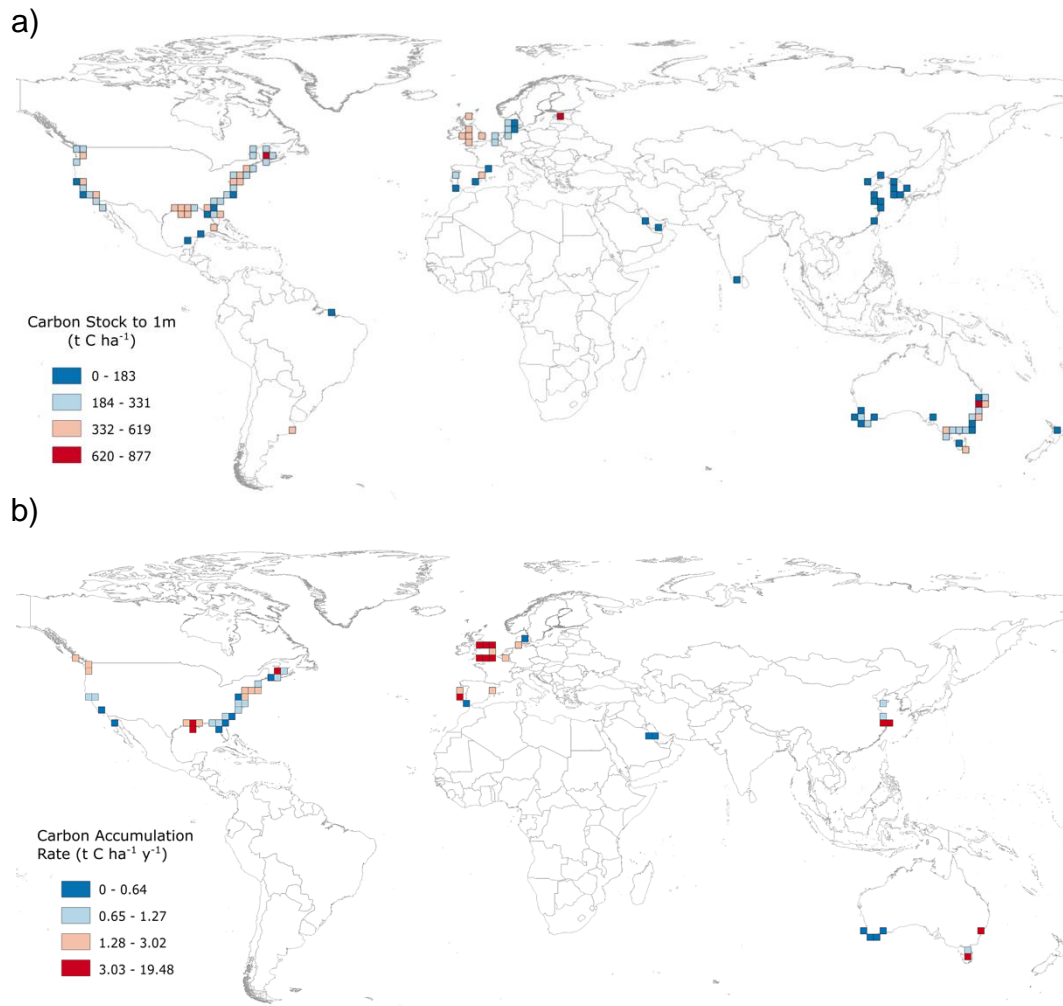 a)
Carbon Stock to 1m
(t C ha⁻¹)
0 - 183
184 - 331
332 - 619
620 - 877
b)
Carbon Accumulation
Rate (t C ha⁻¹ y⁻¹)
0 - 0.64
0.65 - 1.27
1.28 - 3.02
3.03 - 19.48